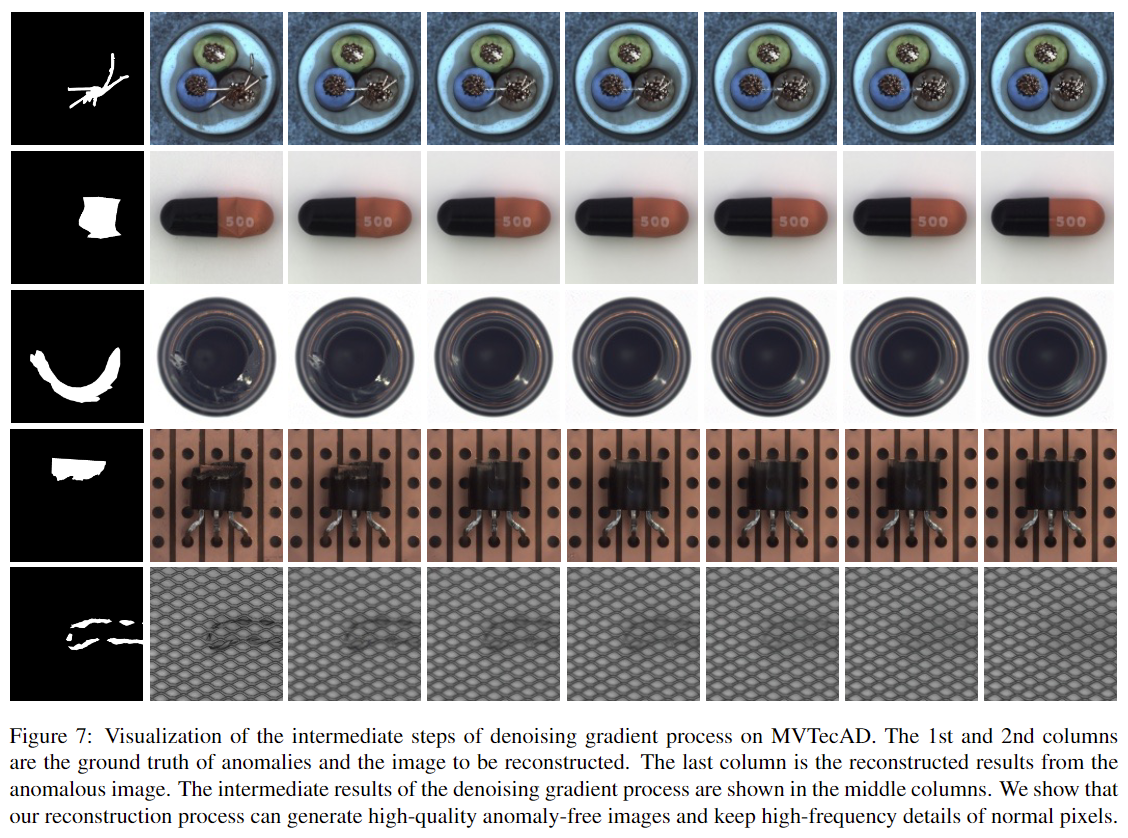 500 500 500 500 500 500 500
Figure 7: Visualization of the intermediate steps of denoising gradient process on MVTecAD. The 1st and 2nd columns
are the ground truth of anomalies and the image to be reconstructed. The last column is the reconstructed results from the
anomalous image. The intermediate results of the denoising gradient process are shown in the middle columns. We show that
our reconstruction process can generate high-quality anomaly-free images and keep high-frequency details of normal pixels.